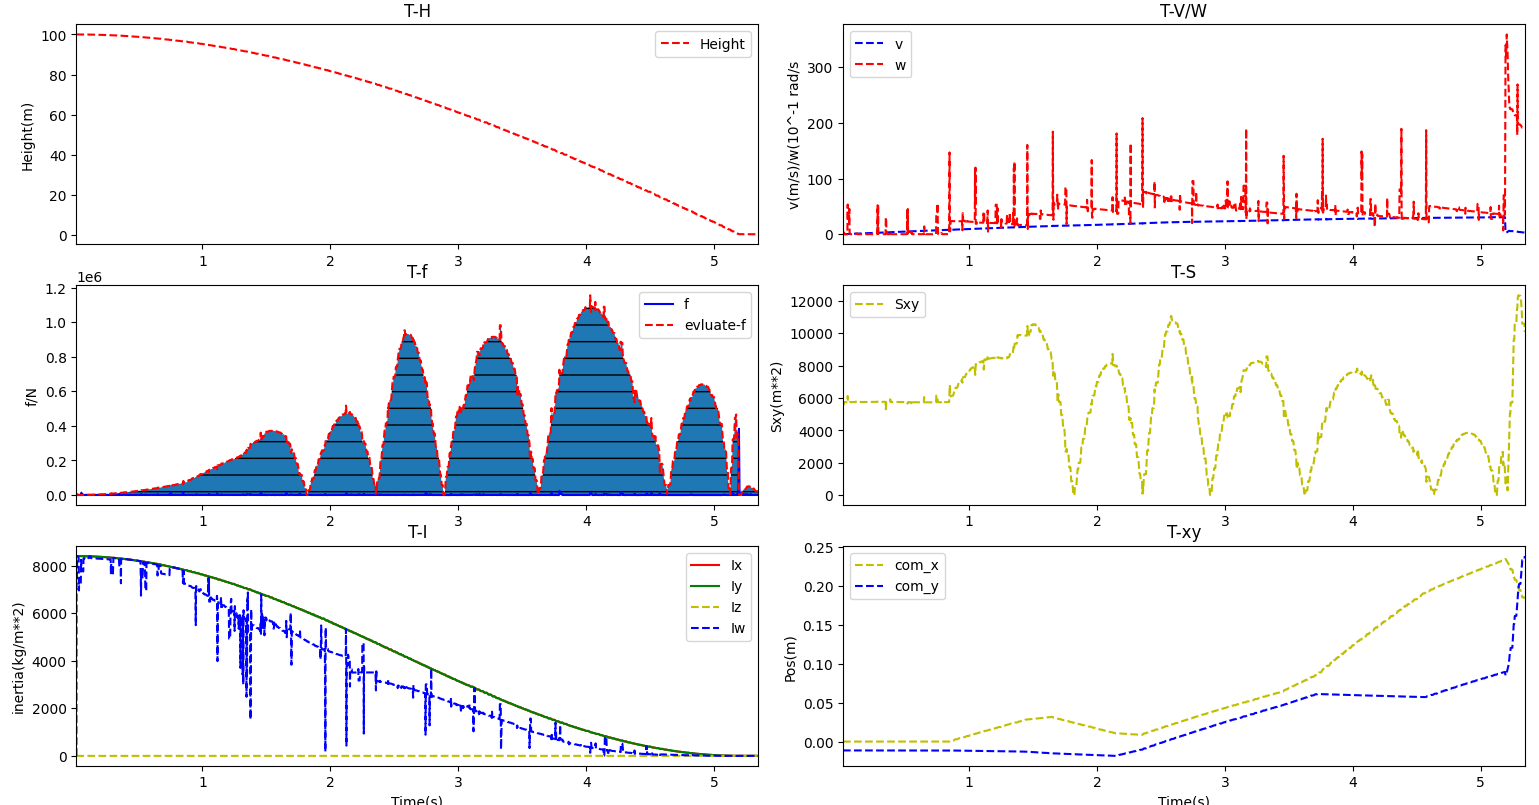 T-H
Height(m)
100
80
60
40
20
0
Height
1 2 3 4 5
T-V/W
v(m/s)/w(10^-1 rad/s
300
200
100
0
v
w
1 2 3 4 5
T-f
1e6
f/N
1.2
1.0
0.8
0.6
0.4
0.2
0.0
f
evluate-f
1 2 3 4 5
T-S
Sxy(m**2)
12000
10000
8000
6000
4000
2000
0
Sxy
1 2 3 4 5
T-I
inertia(kg/m**2)
8000
6000
4000
2000
0
Ix
Iy
Iz
Iw
1 2 3 4 5
Time(s)
T-xy
Pos(m)
0.25
0.20
0.15
0.10
0.05
0.00
com_x
com_y
1 2 3 4 5
Time(s)